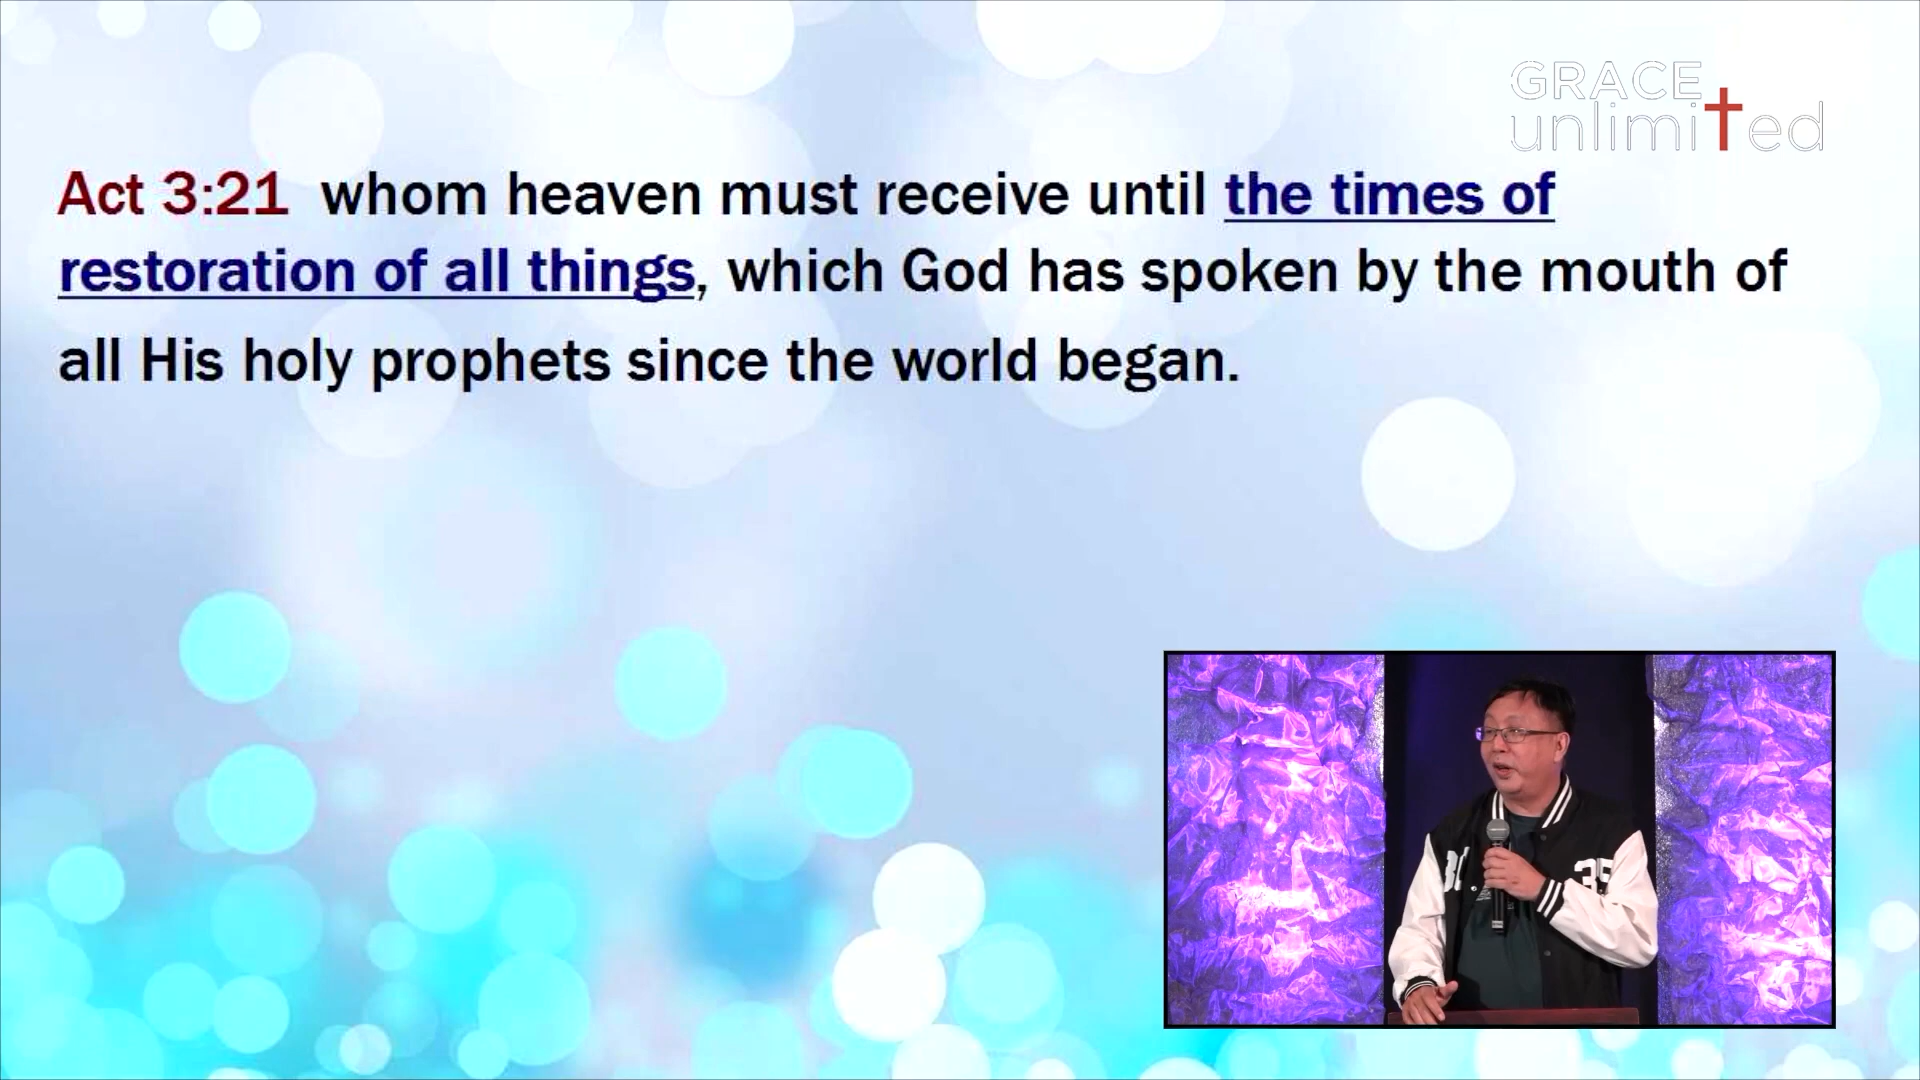 GRACE
unlimited
Act 3:21 whom heaven must receive until the times of
restoration of all things, which God has spoken by the mouth of
all His holy prophets since the world began.
35